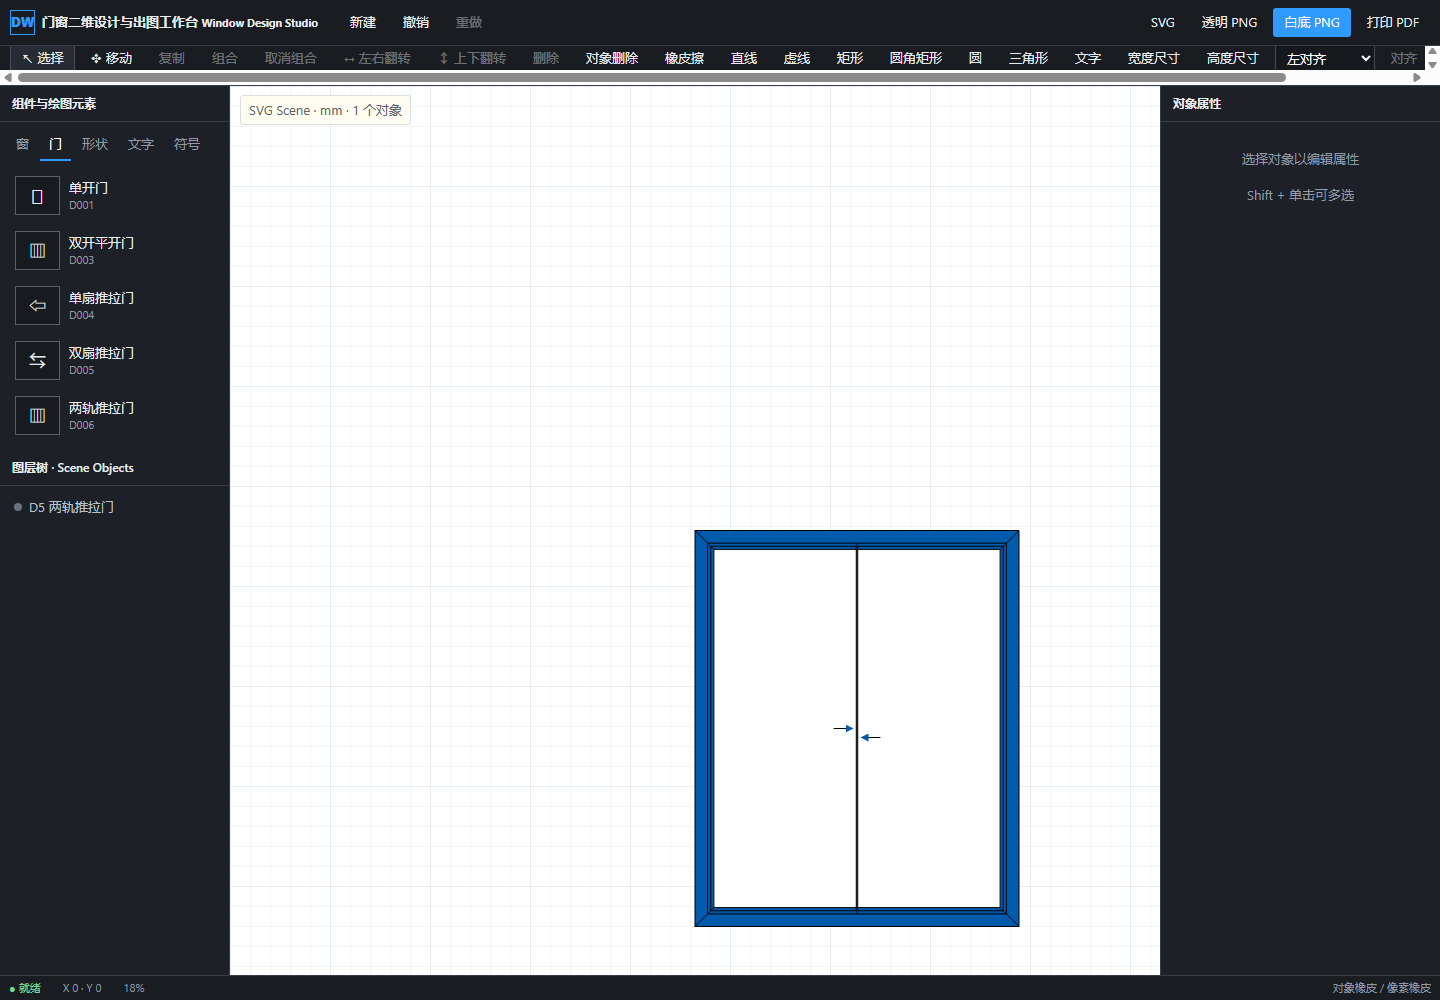 DW 门窗二维设计与出图工作台 Window Design Studio 新建 撤销 重做 SVG 透明 PNG 白底 PNG 打印 PDF
↖ 选择 ✣ 移动 复制 组合 取消组合 ↔ 左右翻转 ↕ 上下翻转 删除 对象删除 橡皮擦 直线 虚线 矩形 圆角矩形 圆 三角形 文字 宽度尺寸 高度尺寸 左对齐 对齐
组件与绘图元素
窗 门 形状 文字 符号
单开门
D001
双开平开门
D003
单扇推拉门
D004
双扇推拉门
D005
两轨推拉门
D006
图层树 · Scene Objects
D5 两轨推拉门
SVG Scene · mm · 1 个对象
对象属性
选择对象以编辑属性
Shift + 单击可多选
● 就绪 X 0 · Y 0 18% 对象橡皮 / 像素橡皮